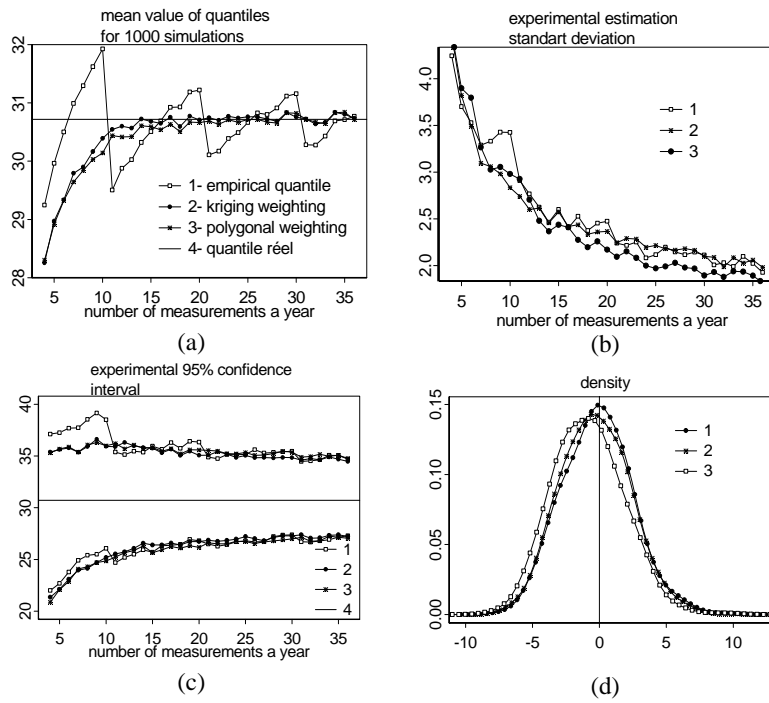 mean value of quantiles
for 1000 simulations
32
31
30
29
28
1- empirical quantile
2- kriging weighting
3- polygonal weighting
4- quantile réel
5 10 15 20 25 30 35
number of measurements a year
(a)
experimental estimation
standart deviation
4.0
3.5
3.0
2.5
2.0
1
2
3
5 10 15 20 25 30 35
number of measurements a year
(b)
experimental 95% confidence
interval
40
35
30
25
20
1
2
3
4
5 10 15 20 25 30 35
number of measurements a year
(c)
density
0.15
0.10
0.05
0.00
1
2
3
-10 -5 0 5 10
(d)